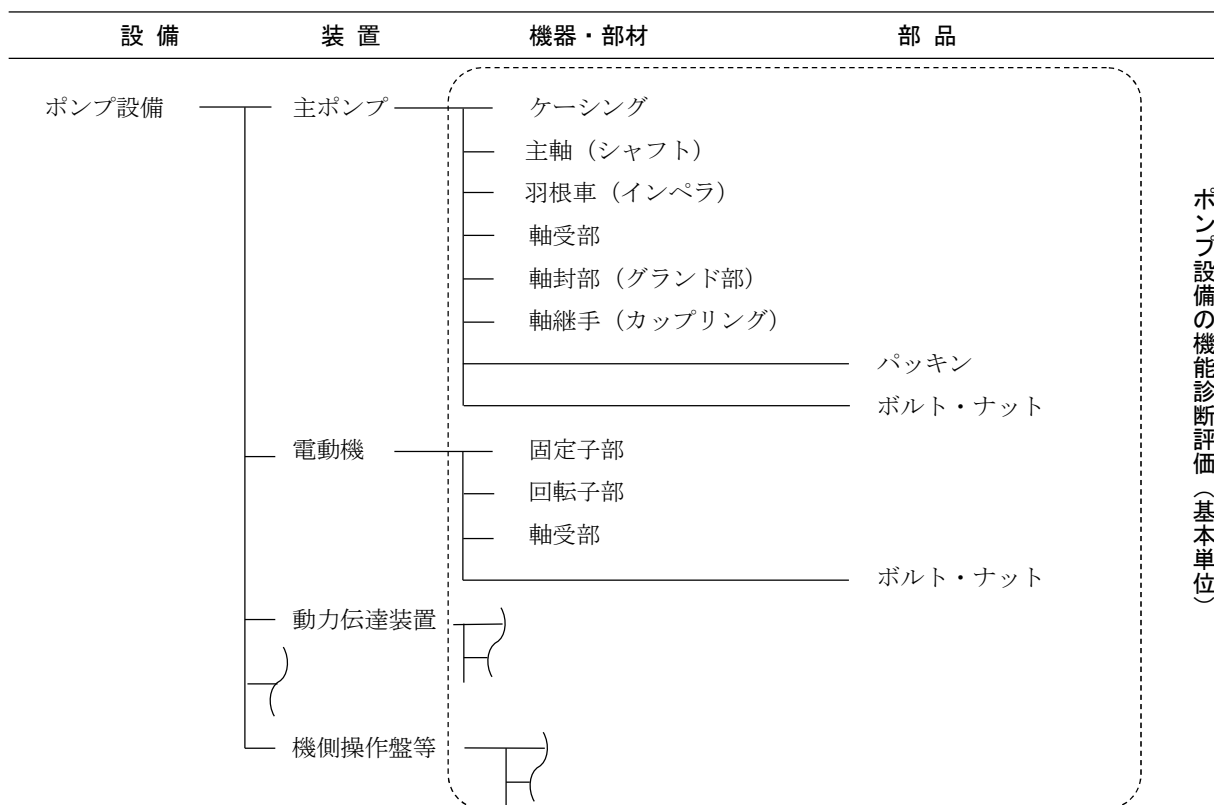 設 備 装 置 機器・部材 部 品
ポンプ設備 主ポンプ ケーシング
主軸（シャフト）
羽根車（インペラ）
軸受部
軸封部（グランド部）
軸継手（カップリング）
パッキン
ボルト・ナット
電動機 固定子部
回転子部
軸受部
ボルト・ナット
動力伝達装置
機側操作盤等
ポンプ設備の機能診断評価（基本単位）